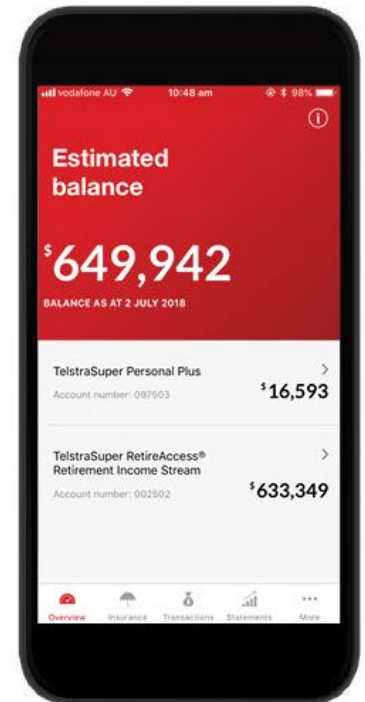 vodafone AU 10:48 am 98%
Estimated
balance
$649,942
BALANCE AS AT 2 JULY 2018
TelstraSuper Personal Plus
Account number: 097503
$16,593
TelstraSuper RetireAccess®
Retirement Income Stream
Account number: 002502
$633,349
Overview Insurance Transactions Statements More